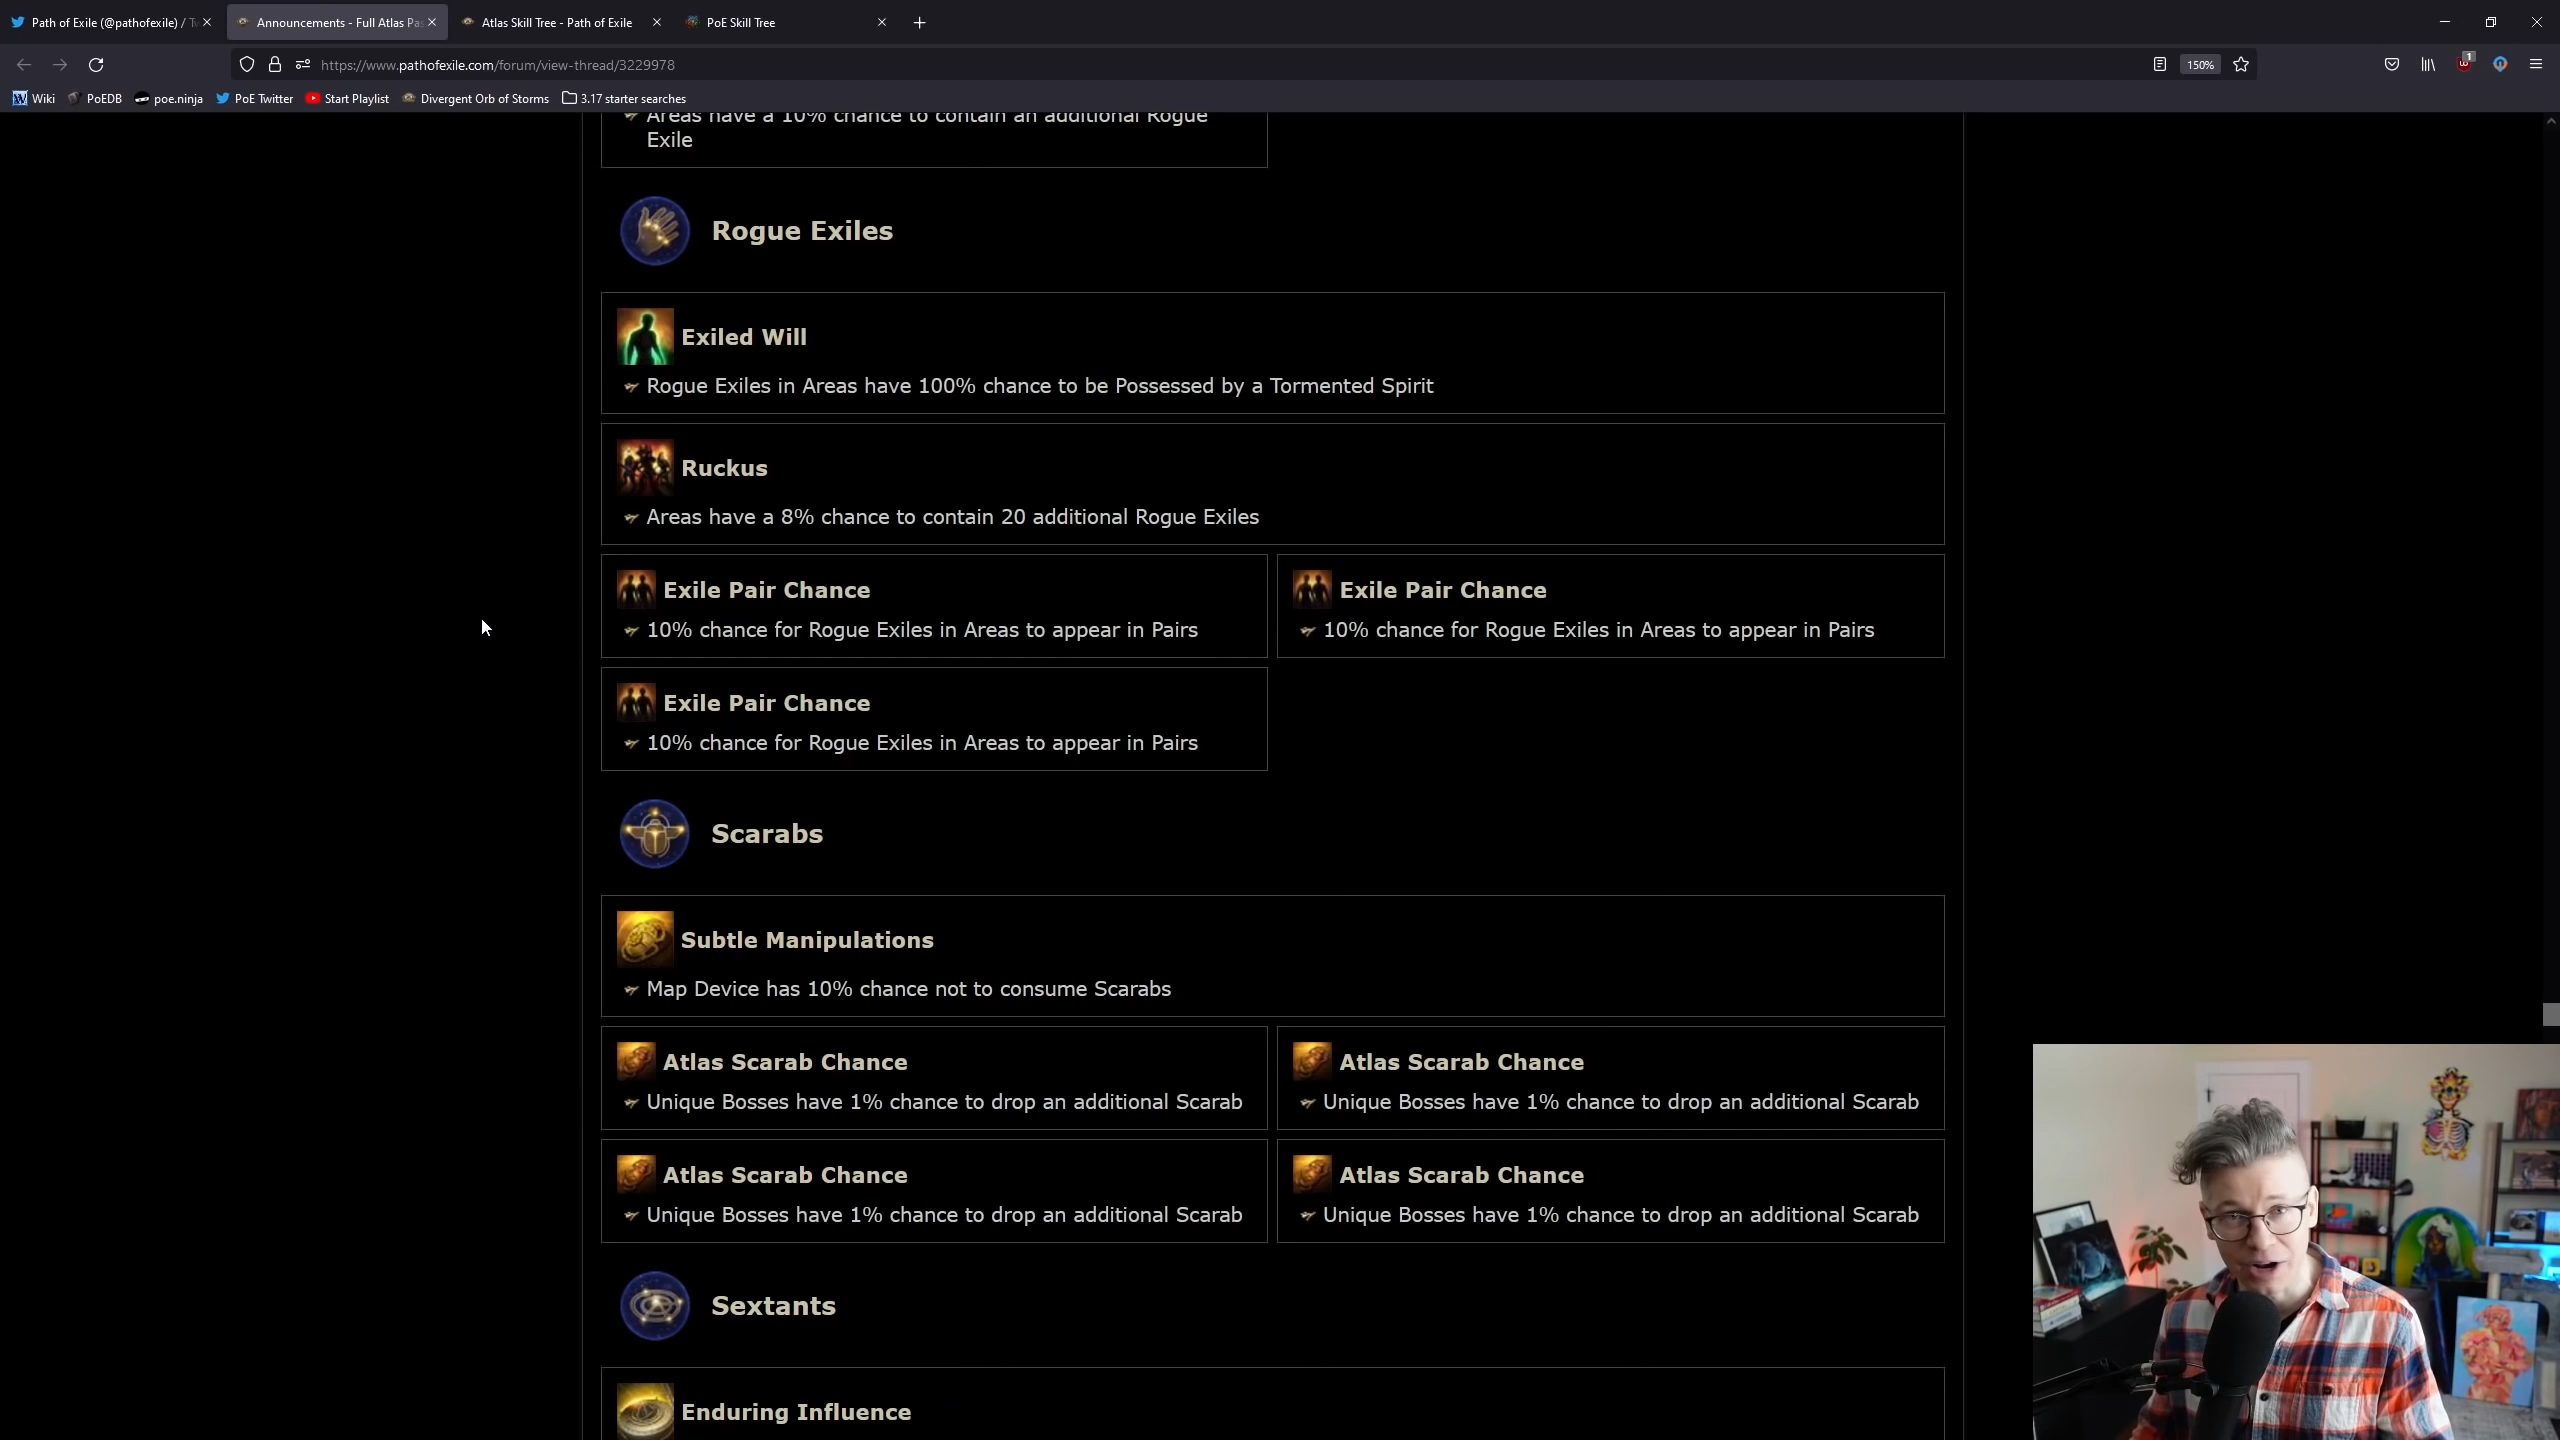 Path of Exile (@pathofexile) / Tw
Announcements - Full Atlas Pas
Atlas Skill Tree - Path of Exile
PoE Skill Tree
https://www.pathofexile.com/forum/view-thread/3229978
150%
1
Wiki
PoEDB
poe.ninja
PoE Twitter
Start Playlist
Divergent Orb of Storms
3.17 starter searches
Areas have a 10% chance to contain an additional Rogue
Exile
Rogue Exiles
Exiled Will
Rogue Exiles in Areas have 100% chance to be Possessed by a Tormented Spirit
Ruckus
Areas have a 8% chance to contain 20 additional Rogue Exiles
Exile Pair Chance
10% chance for Rogue Exiles in Areas to appear in Pairs
Exile Pair Chance
10% chance for Rogue Exiles in Areas to appear in Pairs
Exile Pair Chance
10% chance for Rogue Exiles in Areas to appear in Pairs
Scarabs
Subtle Manipulations
Map Device has 10% chance not to consume Scarabs
Atlas Scarab Chance
Unique Bosses have 1% chance to drop an additional Scarab
Atlas Scarab Chance
Unique Bosses have 1% chance to drop an additional Scarab
Atlas Scarab Chance
Unique Bosses have 1% chance to drop an additional Scarab
Atlas Scarab Chance
Unique Bosses have 1% chance to drop an additional Scarab
Sextants
Enduring Influence